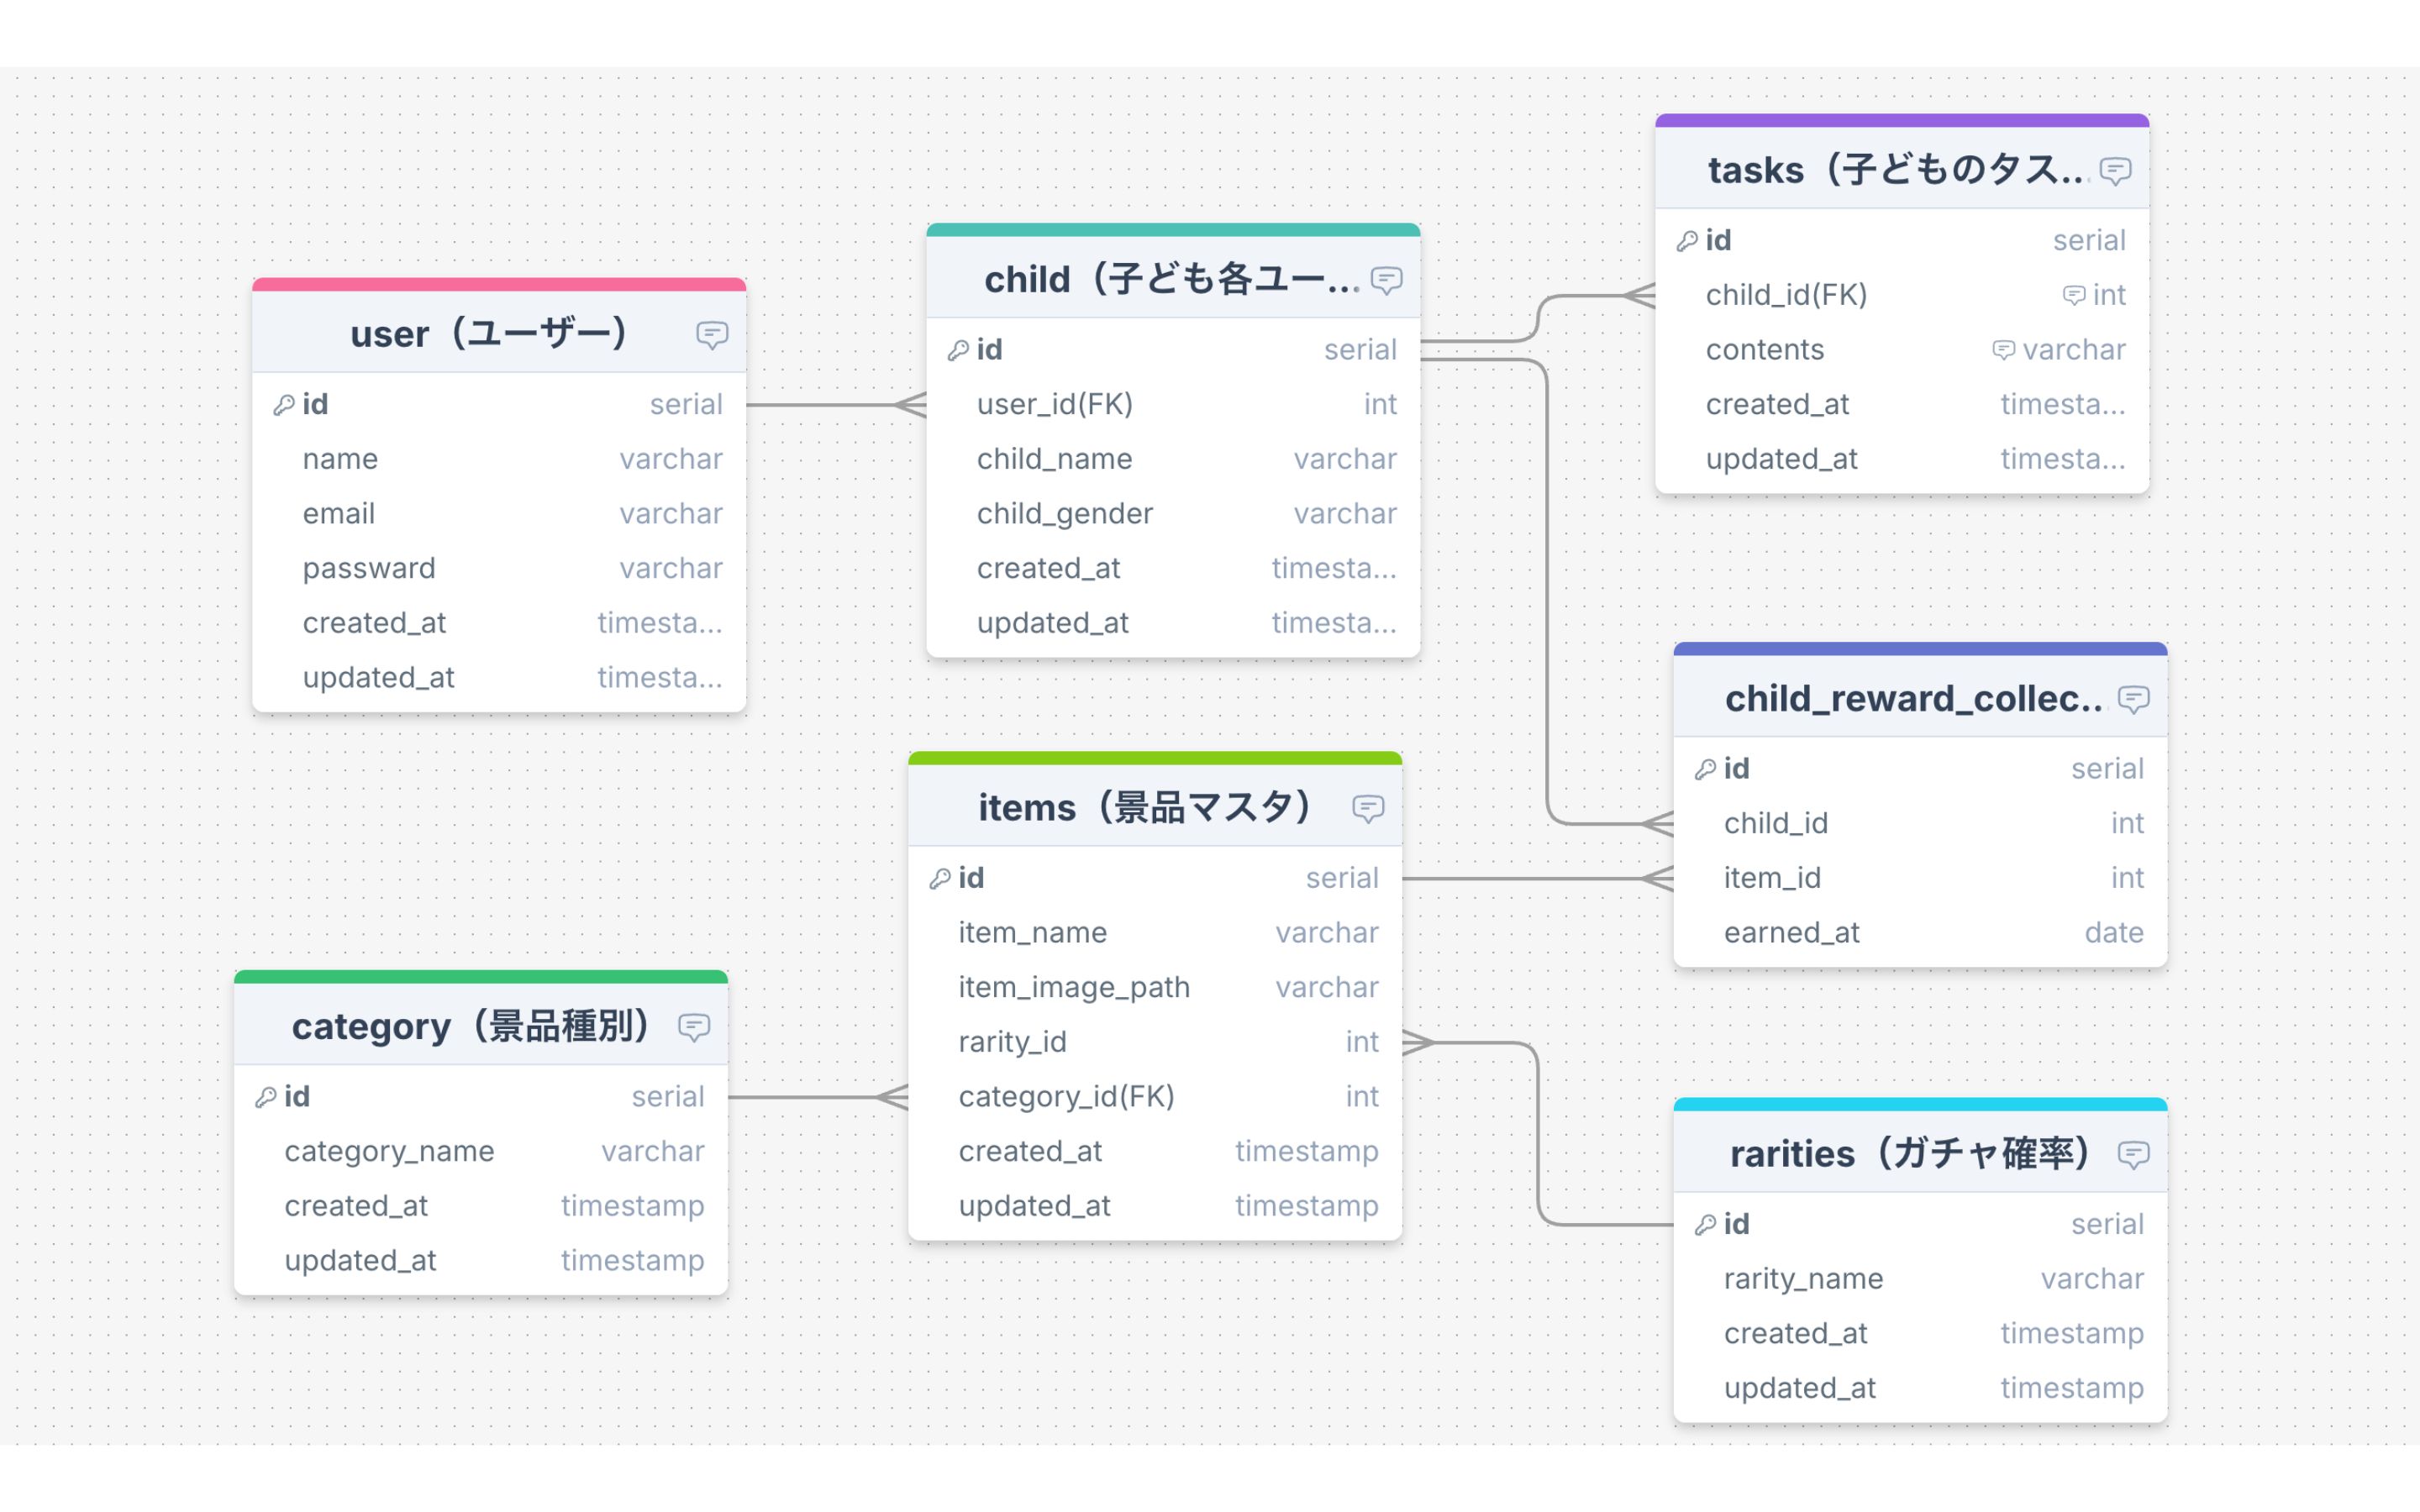 user（ユーザー）
id serial
name varchar
email varchar
passward varchar
created_at timesta...
updated_at timesta...
child（子ども各ユー...
id serial
user_id(FK) int
child_name varchar
child_gender varchar
created_at timesta...
updated_at timesta...
tasks（子どものタス...
id serial
child_id(FK) int
contents varchar
created_at timesta...
updated_at timesta...
child_reward_collec...
id serial
child_id int
item_id int
earned_at date
items（景品マスタ）
id serial
item_name varchar
item_image_path varchar
rarity_id int
category_id(FK) int
created_at timestamp
updated_at timestamp
category（景品種別）
id serial
category_name varchar
created_at timestamp
updated_at timestamp
rarities（ガチャ確率）
id serial
rarity_name varchar
created_at timestamp
updated_at timestamp